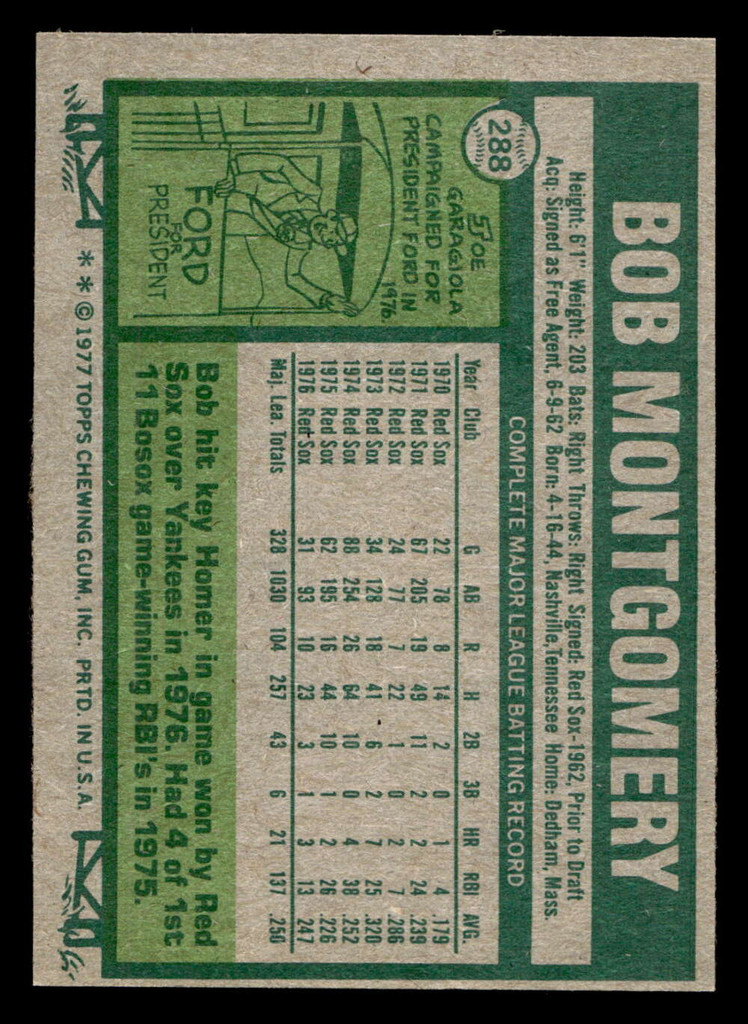 288
BOB MONTGOMERY
Height: 6'1" Weight: 203 Bats: Right Throws: Right Signed: Red Sox-1962, Prior to Draft
Acq: Signed as Free Agent, 6-9-62 Born: 4-16-44, Nashville, Tennessee Home: Dedham, Mass.
COMPLETE MAJOR LEAGUE BATTING RECORD
Year Club G AB R H 2B 3B HR RBI AVG.
1970 Red Sox 22 78 8 14 2 0 1 4 .179
1971 Red Sox 67 205 19 49 11 2 2 24 .239
1972 Red Sox 24 77 7 22 1 0 2 7 .286
1973 Red Sox 34 128 18 41 6 2 7 25 .320
1974 Red Sox 88 254 26 64 10 0 4 38 .252
1975 Red Sox 62 195 16 44 10 1 2 26 .226
1976 Red Sox 31 93 10 23 3 1 3 13 .247
Maj. Lea. Totals 328 1030 104 257 43 6 21 137 .250
JOE
GARAGIOLA
CAMPAIGNED FOR
PRESIDENT FORD IN
1976.
FORD
FOR
PRESIDENT
Bob hit key Homer in game won by Red
Sox over Yankees in 1976. Had 4 of 1st
11 Bosox game-winning RBI's in 1975.
* * © 1977 TOPPS CHEWING GUM, INC. PRTD. IN U.S.A.